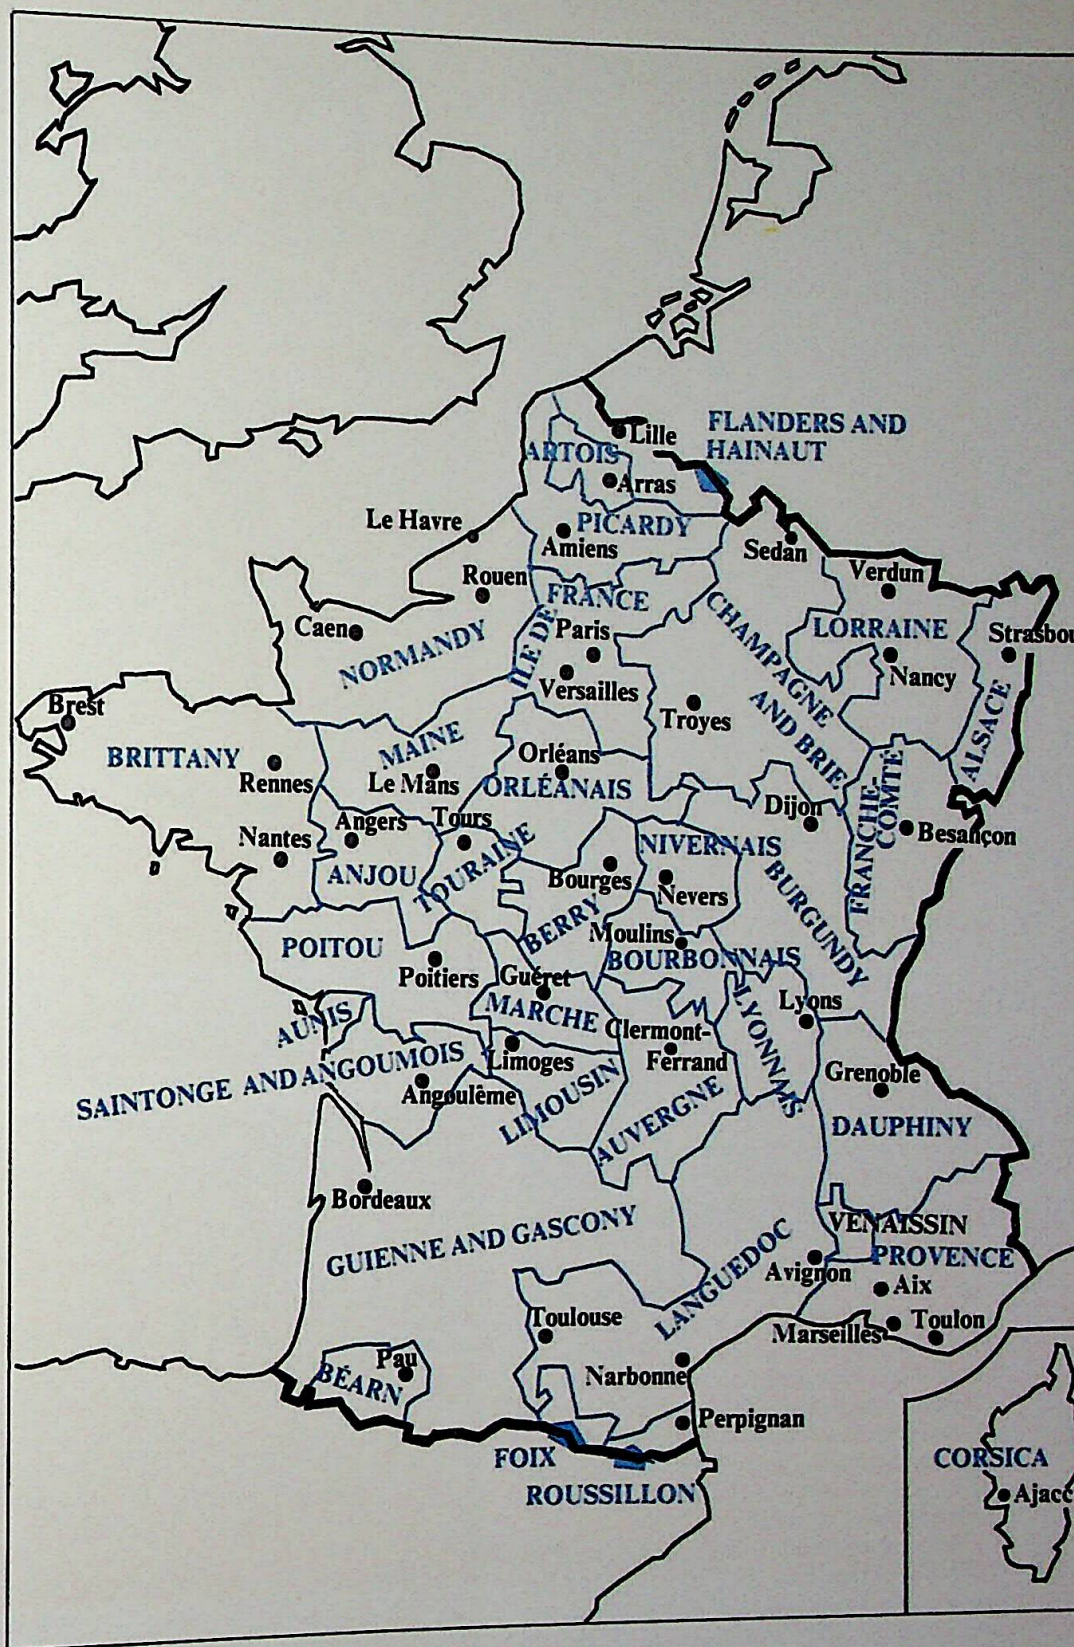 FLANDERS AND
HAINAUT
Lille
ARTOIS
Arras
Le Havre
PICARDY
Amiens
Sedan
Verdun
Rouen
ILE DE FRANCE
Caen
NORMANDY
Paris
Versailles
CHAMPAGNE
AND BRIE
LORRAINE
Nancy
Strasbou
ALSACE
Troyes
Brest
BRITTANY
Rennes
MAINE
Le Mans
Orléans
ORLÉANAIS
Nantes
Angers
ANJOU
Tours
TOURAINE
Dijon
FRANCHE-
COMTÉ
Besançon
NIVERNAIS
Nevers
Bourges
BERRY
BURGUNDY
Moulins
BOURBONNAIS
POITOU
Poitiers
Guéret
MARCHE
AUNIS
SAINTONGE AND ANGOUMOIS
Angoulême
Limoges
LIMOUSIN
Clermont-
Ferrand
AUVERGNE
Lyons
LYONNAIS
Grenoble
DAUPHINY
Bordeaux
GUIENNE AND GASCONY
VENAISSIN
PROVENCE
Avignon
Aix
LANGUEDOC
Toulouse
Marseilles
Toulon
Pau
BÉARN
Narbonne
Perpignan
FOIX
ROUSSILLON
CORSICA
Ajacc